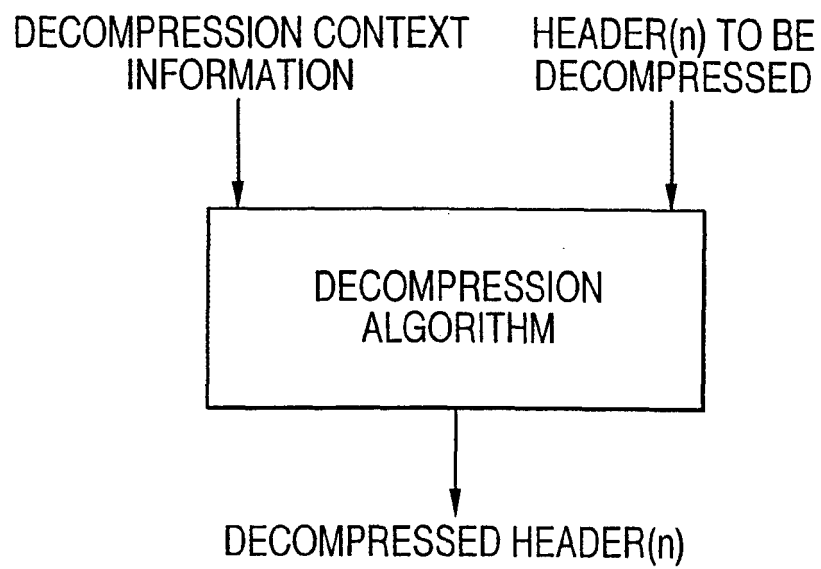 DECOMPRESSION CONTEXT
INFORMATION
HEADER(n) TO BE
DECOMPRESSED
DECOMPRESSION
ALGORITHM
DECOMPRESSED HEADER(n)